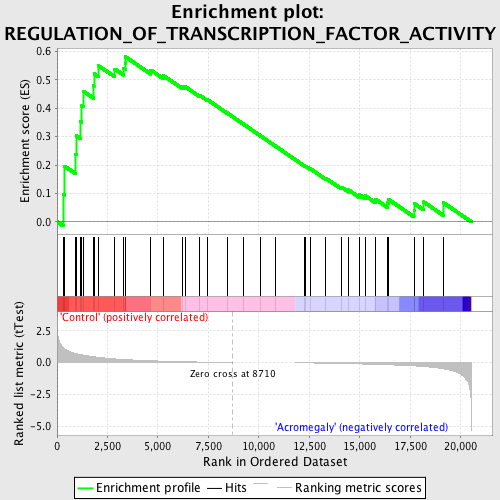 Enrichment plot:
REGULATION_OF_TRANSCRIPTION_FACTOR_ACTIVITY
Enrichment score (ES)
0.6
0.5
0.4
0.3
0.2
0.1
0.0
'Control' (positively correlated)
Ranked list metric (tTest)
2.5
0.0
-2.5
-5.0
Zero cross at 8710
'Acromegaly' (negatively correlated)
0 2,500 5,000 7,500 10,000 12,500 15,000 17,500 20,000
Rank in Ordered Dataset
Enrichment profile Hits Ranking metric scores